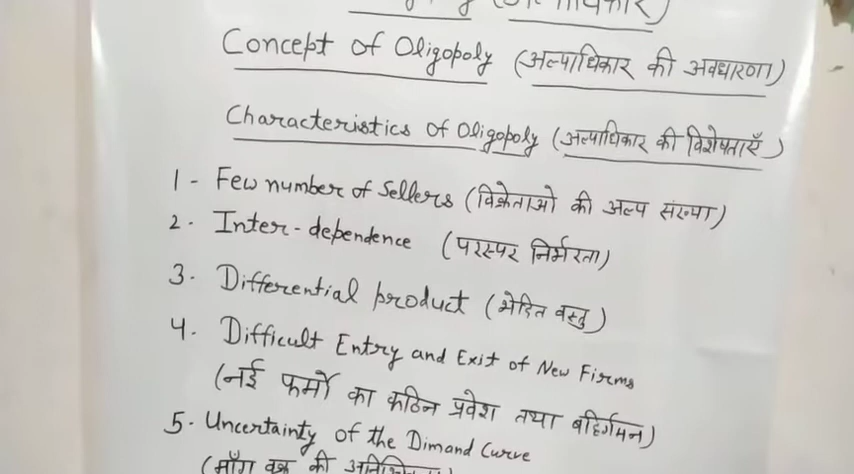 Concept of Oligopoly (अल्पाधिकार की अवधारणा)
Characteristics of Oligopoly (अल्पाधिकार की विशेषताएँ)
1 - Few number of Sellers (विक्रेताओ की अल्प संख्या)
2. Inter-dependence (परस्पर निर्भरता)
3. Differential product (भेदित वस्तु)
4. Difficult Entry and Exit of New Firms
(नई फर्मो का कठिन प्रवेश तथा बहिर्गमन)
5. Uncertainty of the Dimand Curve
(माँग वक्र की